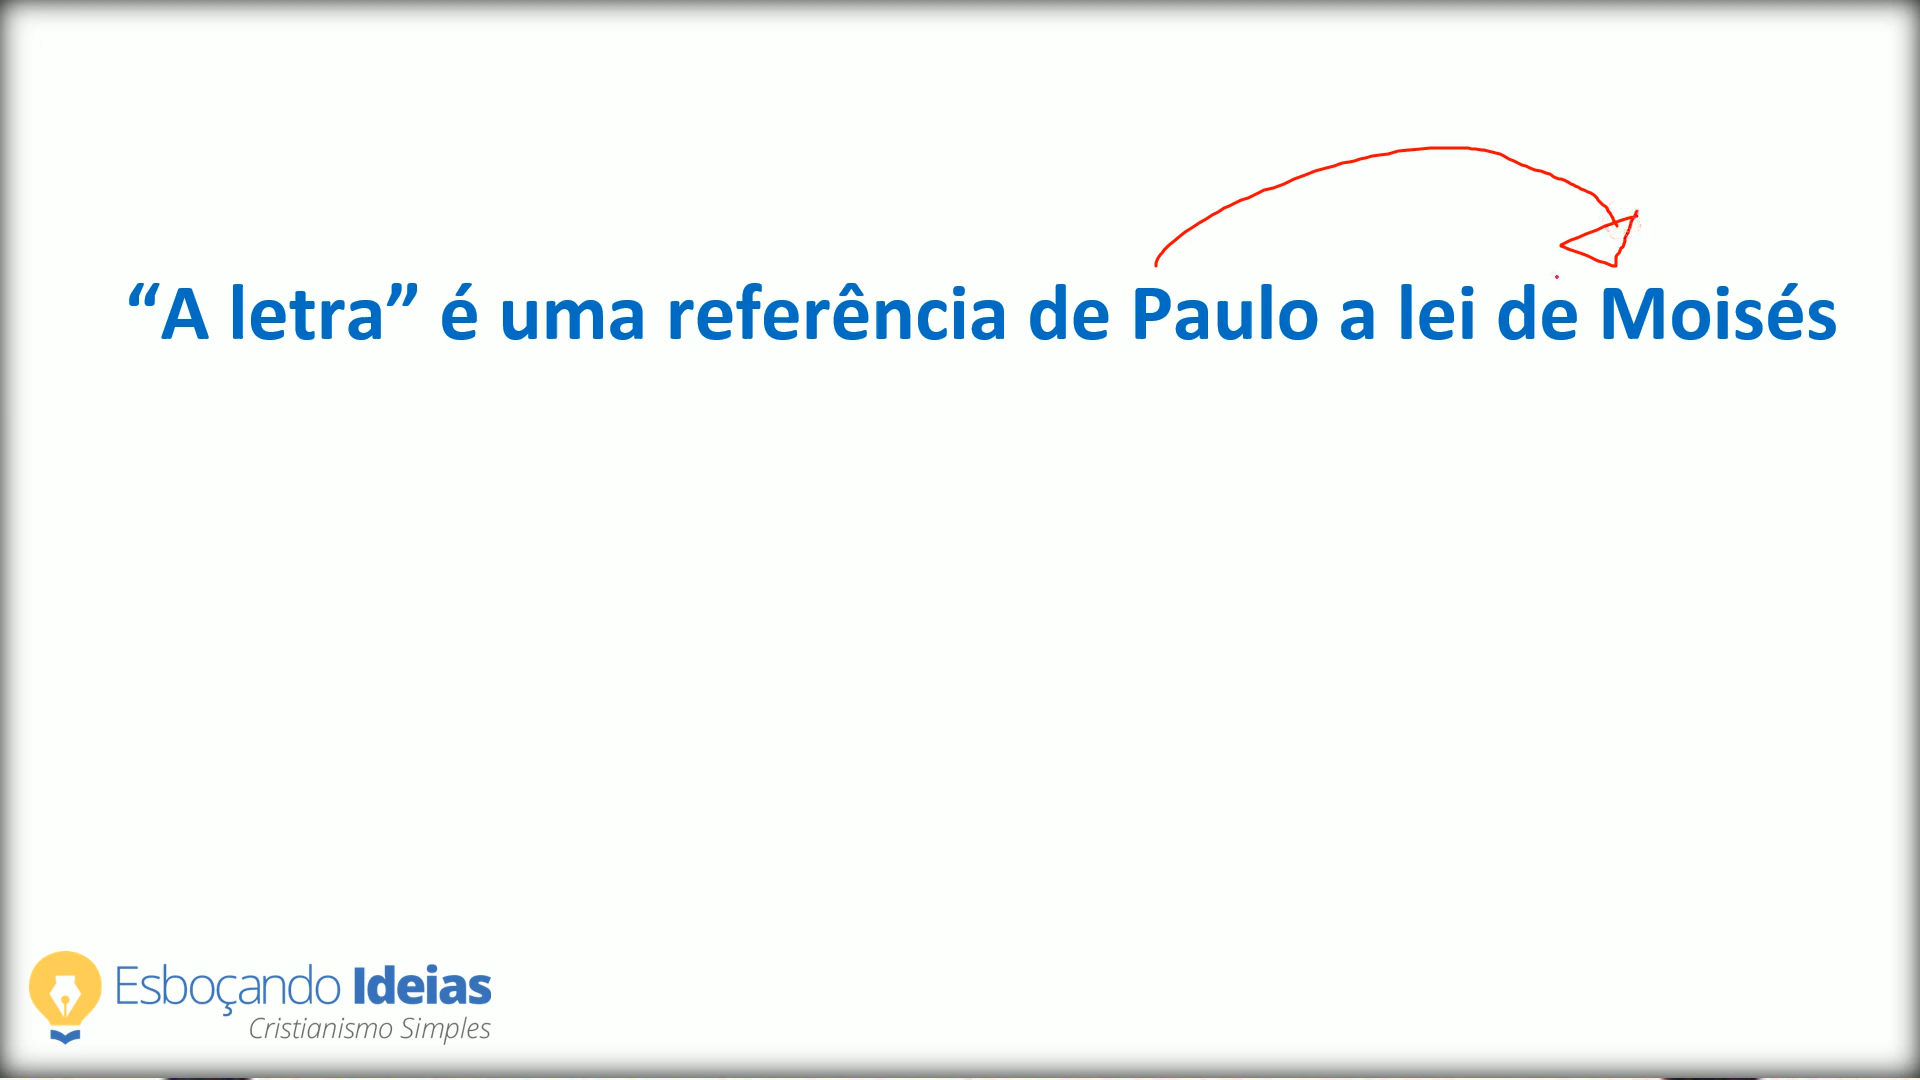 “A letra” é uma referência de Paulo a lei de Moisés
Esboçando Ideias
Cristianismo Simples